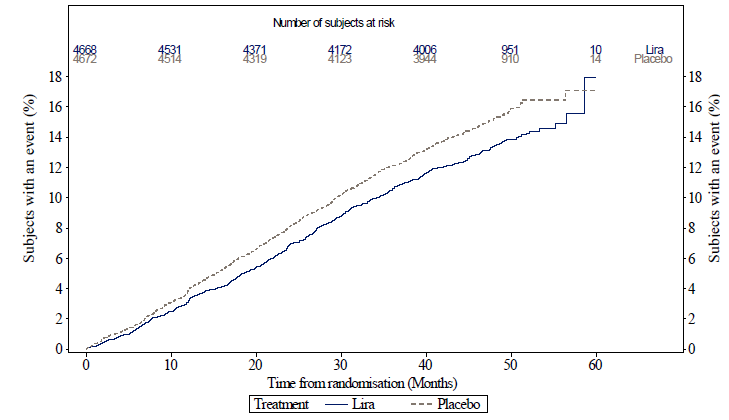 Number of subjects at risk
4668 4531 4371 4172 4006 951 10 Lira
4672 4514 4319 4123 3944 910 14 Placebo
18 18
16 16
14 14
12 12
10 10
8 8
6 6
4 4
2 2
0 0
Subjects with an event (%)
Subjects with an event (%)
0 10 20 30 40 50 60
Time from randomisation (Months)
Treatment Lira Placebo